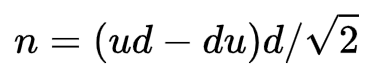 n = (ud − du)d/√2